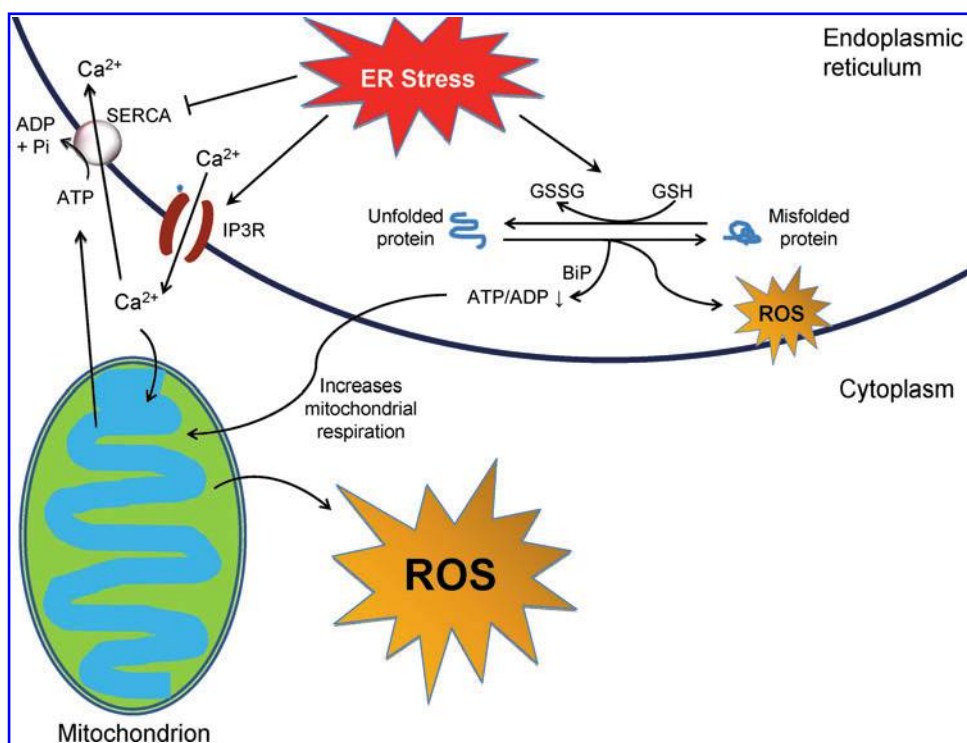 Endoplasmic
reticulum
ER Stress
Ca²⁺
SERCA
ADP
+ Pi
ATP
Ca²⁺
IP3R
Ca²⁺
GSSG
GSH
Unfolded
protein
Misfolded
protein
BiP
ATP/ADP ↓
ROS
Cytoplasm
Increases
mitochondrial
respiration
ROS
Mitochondrion